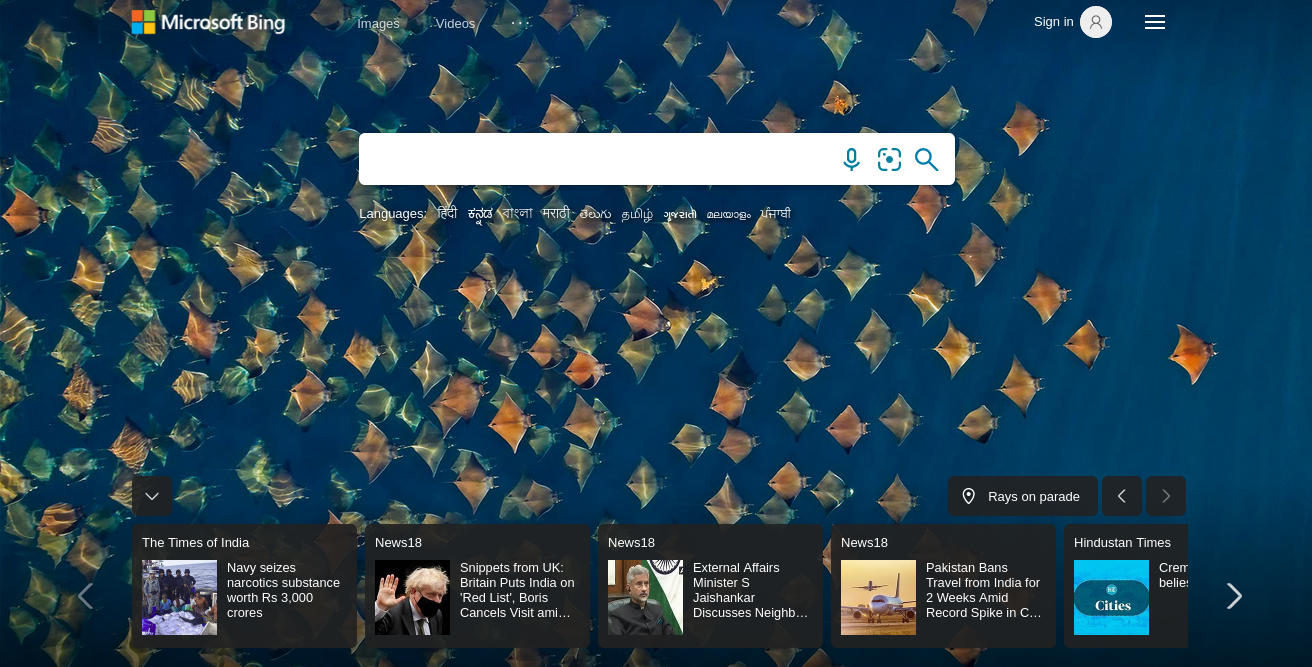 Microsoft Bing
Images
Videos
...
Sign in
Languages: हिंदी ಕನ್ನಡ বাংলা मराठी తెలుగు தமிழ் ગુજરાતી മലയാളം ਪੰਜਾਬੀ
Rays on parade
The Times of India
Navy seizes
narcotics substance
worth Rs 3,000
crores
News18
Snippets from UK:
Britain Puts India on
'Red List', Boris
Cancels Visit ami…
News18
External Affairs
Minister S
Jaishankar
Discusses Neighb…
News18
Pakistan Bans
Travel from India for
2 Weeks Amid
Record Spike in C…
Hindustan Times
HT
Cities
Crem
belies